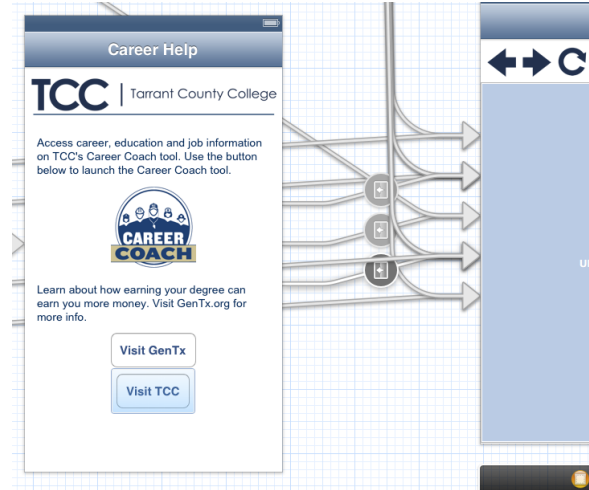 Career Help
TCC | Tarrant County College
Access career, education and job information
on TCC's Career Coach tool. Use the button
below to launch the Career Coach tool.
CAREER
COACH
Learn about how earning your degree can
earn you more money. Visit GenTx.org for
more info.
Visit GenTx
Visit TCC